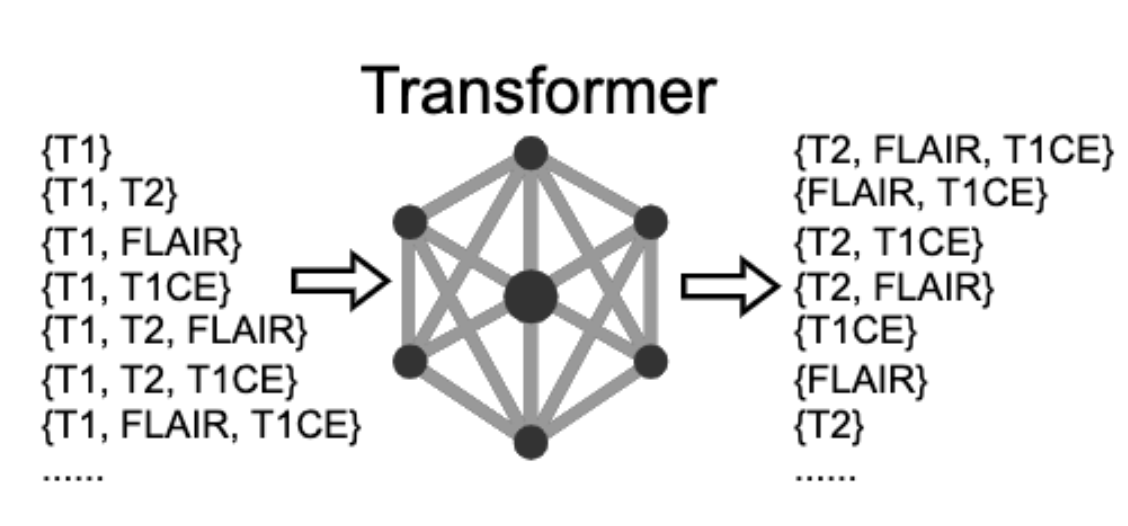 Transformer
{T1}
{T1, T2}
{T1, FLAIR}
{T1, T1CE}
{T1, T2, FLAIR}
{T1, T2, T1CE}
{T1, FLAIR, T1CE}
......
{T2, FLAIR, T1CE}
{FLAIR, T1CE}
{T2, T1CE}
{T2, FLAIR}
{T1CE}
{FLAIR}
{T2}
......